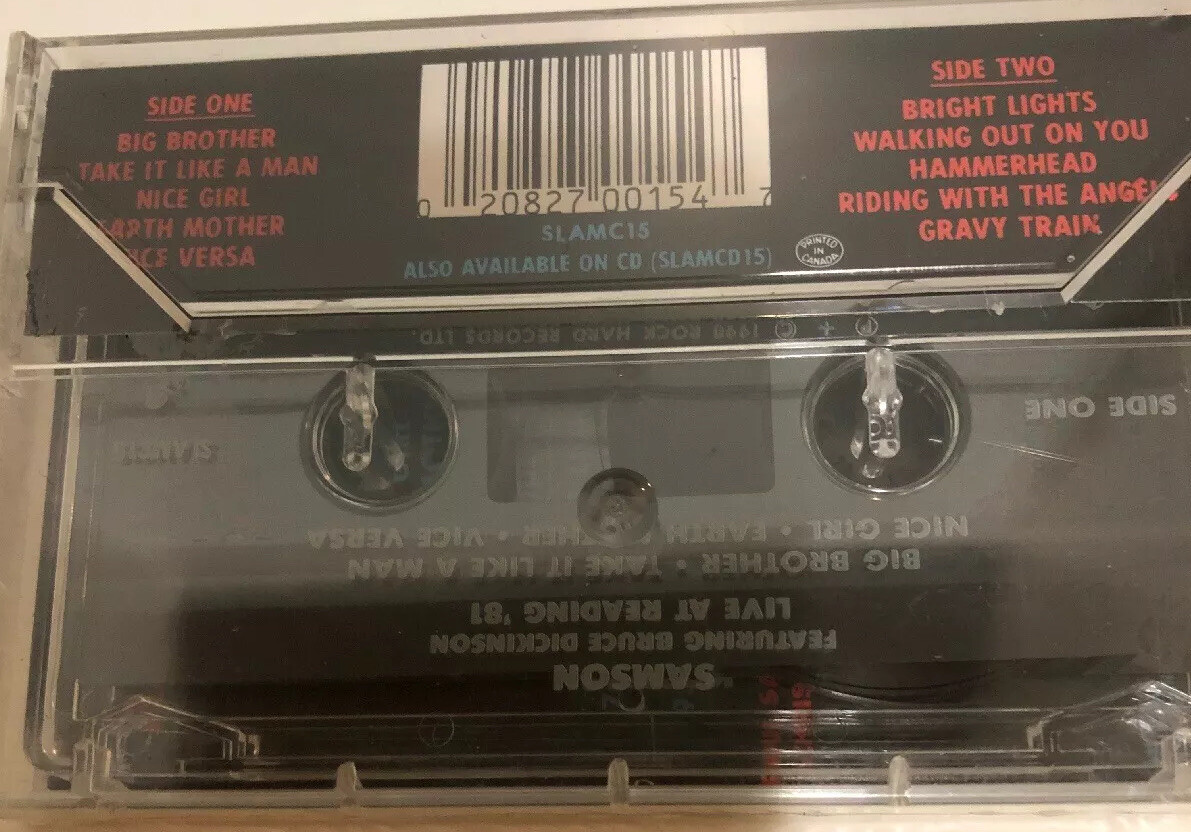 SIDE ONE
BIG BROTHER
TAKE IT LIKE A MAN
NICE GIRL
EARTH MOTHER
VICE VERSA
0 20827 00154 7
SLAMC15
ALSO AVAILABLE ON CD (SLAMCD15)
PRINTED
IN
CANADA
SIDE TWO
BRIGHT LIGHTS
WALKING OUT ON YOU
HAMMERHEAD
RIDING WITH THE ANGELS
GRAVY TRAIN
SAMSON
FEATURING BRUCE DICKINSON
LIVE AT READING '81
BIG BROTHER • TAKE IT LIKE A MAN
NICE GIRL • EARTH MOTHER • VICE VERSA
SIDE ONE
℗ + © 1990 ROCK HARD RECORDS LTD.